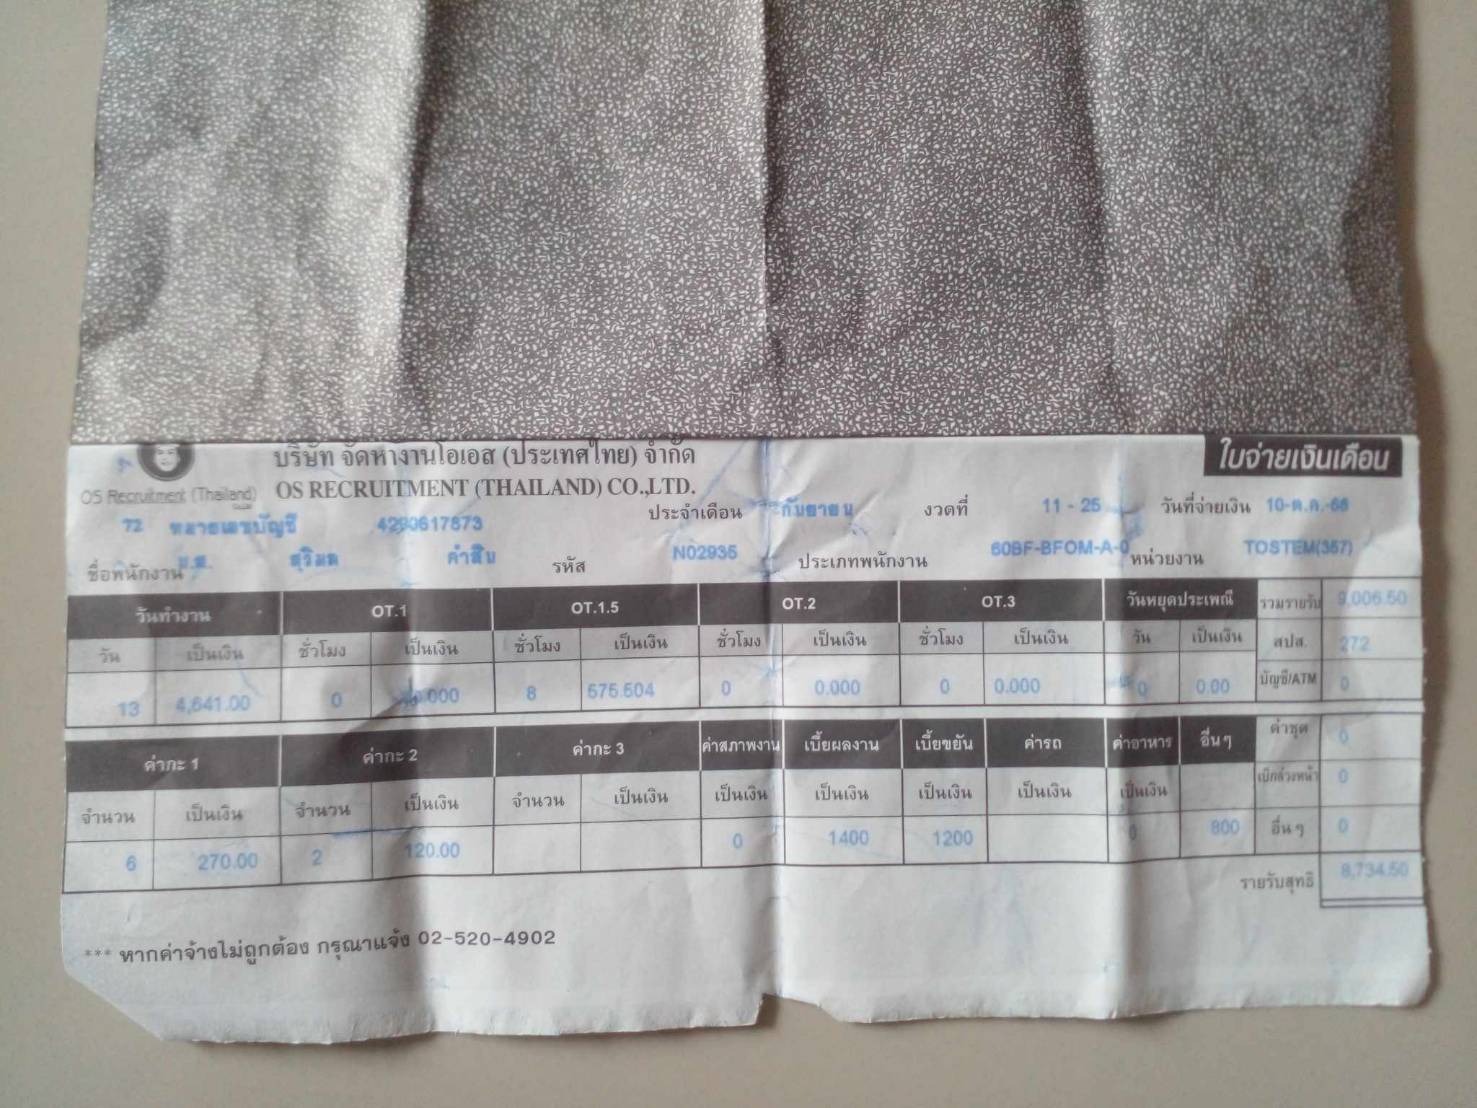 บริษัท จัดหางานโอเอส (ประเทศไทย) จำกัด
ใบจ่ายเงินเดือน
OS Recruitment (Thailand)
OS RECRUITMENT (THAILAND) CO.,LTD.
ประจำเดือน กันยายน งวดที่ 11 - 25 วันที่จ่ายเงิน 10-ต.ค.-66
72 หมายเลขบัญชี 4290617873
ชื่อพนักงาน น.ส. สุวิมล คำสิน รหัส N02935 ประเภทพนักงาน 60BF-BFOM-A-0 หน่วยงาน TOSTEM(357)
วันทำงาน OT.1 OT.1.5 OT.2 OT.3 วันหยุดประเพณี รวมรายรับ 9,006.50
วัน เป็นเงิน ชั่วโมง เป็นเงิน ชั่วโมง เป็นเงิน ชั่วโมง เป็นเงิน ชั่วโมง เป็นเงิน วัน เป็นเงิน สปส. 272
13 4,641.00 0 0.000 8 575.504 0 0.000 0 0.000 0 0.00 บัญชี/ATM 0
ค่ากะ 1 ค่ากะ 2 ค่ากะ 3 ค่าสภาพงาน เบี้ยผลงาน เบี้ยขยัน ค่ารถ ค่าอาหาร อื่นๆ ค่าชุด 0
จำนวน เป็นเงิน จำนวน เป็นเงิน จำนวน เป็นเงิน เป็นเงิน เป็นเงิน เป็นเงิน เป็นเงิน เป็นเงิน เบิกล่วงหน้า 0
6 270.00 2 120.00 0 1400 1200 0 800 อื่นๆ 0
รายรับสุทธิ 8,734.50
*** หากค่าจ้างไม่ถูกต้อง กรุณาแจ้ง 02-520-4902